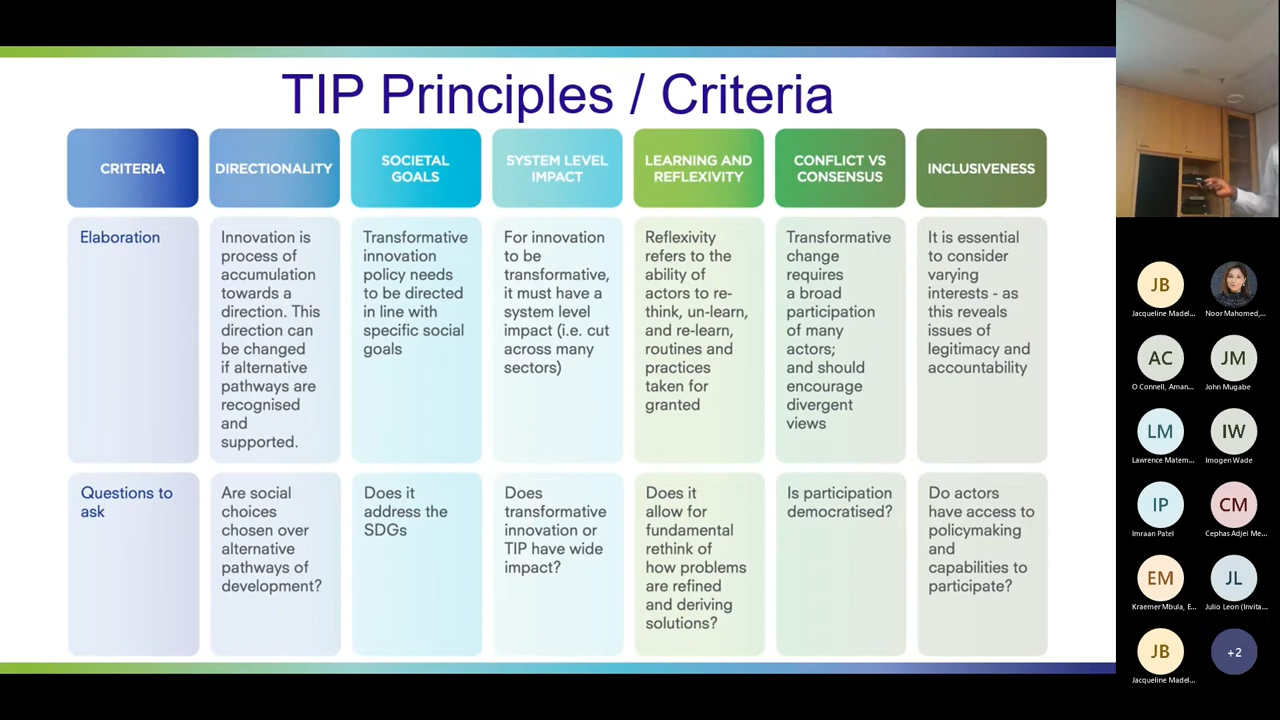 TIP Principles / Criteria
CRITERIA
DIRECTIONALITY
SOCIETAL
GOALS
SYSTEM LEVEL
IMPACT
LEARNING AND
REFLEXIVITY
CONFLICT VS
CONSENSUS
INCLUSIVENESS
Elaboration
Innovation is
process of
accumulation
towards a
direction. This
direction can
be changed
if alternative
pathways are
recognised
and
supported.
Transformative
innovation
policy needs
to be directed
in line with
specific social
goals
For innovation
to be
transformative,
it must have a
system level
impact (i.e. cut
across many
sectors)
Reflexivity
refers to the
ability of
actors to re-
think, un-learn,
and re-learn,
routines and
practices
taken for
granted
Transformative
change
requires
a broad
participation
of many
actors;
and should
encourage
divergent
views
It is essential
to consider
varying
interests - as
this reveals
issues of
legitimacy and
accountability
Questions to
ask
Are social
choices
chosen over
alternative
pathways of
development?
Does it
address the
SDGs
Does
transformative
innovation or
TIP have wide
impact?
Does it
allow for
fundamental
rethink of
how problems
are refined
and deriving
solutions?
Is participation
democratised?
Do actors
have access to
policymaking
and
capabilities to
participate?
JB
Jacqueline Madel...
Noor Mahomed,...
AC
O Connell, Aman...
JM
John Mugabe
LM
Lawrence Matem...
IW
Imogen Wade
IP
Imraan Patel
CM
Cephas Adjei Me...
EM
Kraemer Mbula, E...
JL
Julio Leon (Invita...
JB
Jacqueline Madel...
+2